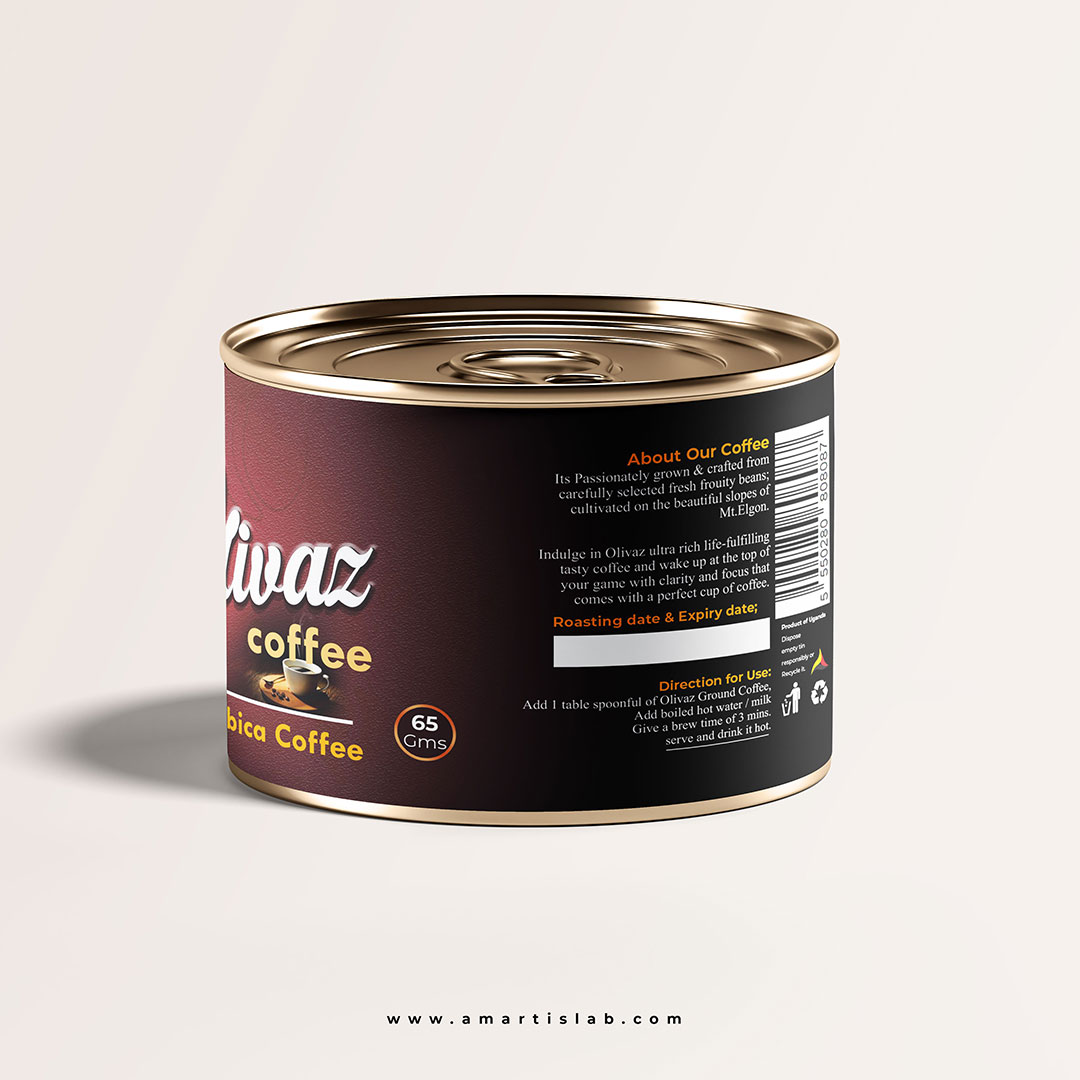 livaz
coffee
bica Coffee
65
Gms
About Our Coffee
Its Passionately grown & crafted from
carefully selected fresh frouity beans;
cultivated on the beautiful slopes of
Mt.Elgon.
Indulge in Olivaz ultra rich life-fulfilling
tasty coffee and wake up at the top of
your game with clarity and focus that
comes with a perfect cup of coffee.
Roasting date & Expiry date;
Direction for Use:
Add 1 table spoonful of Olivaz Ground Coffee,
Add boiled hot water / milk
Give a brew time of 3 mins.
serve and drink it hot.
5 550280 808087
Product of Uganda
Dispose
empty tin
responsibly or
Recycle it.
www.amartislab.com